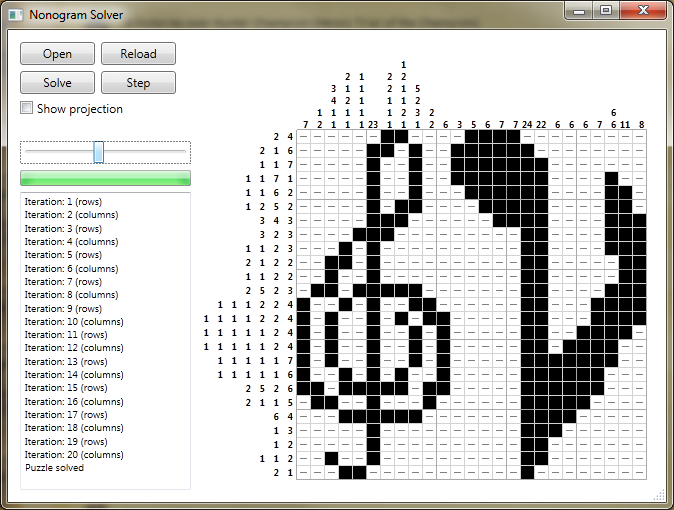 Nonogram Solver
Open Reload
Solve Step
Show projection
Iteration: 1 (rows)
Iteration: 2 (columns)
Iteration: 3 (rows)
Iteration: 4 (columns)
Iteration: 5 (rows)
Iteration: 6 (columns)
Iteration: 7 (rows)
Iteration: 8 (columns)
Iteration: 9 (rows)
Iteration: 10 (columns)
Iteration: 11 (rows)
Iteration: 12 (columns)
Iteration: 13 (rows)
Iteration: 14 (columns)
Iteration: 15 (rows)
Iteration: 16 (columns)
Iteration: 17 (rows)
Iteration: 18 (columns)
Iteration: 19 (rows)
Iteration: 20 (columns)
Puzzle solved
1
2 1 2 2
3 1 1 2 1 5
4 1 1 1 1 2
1 1 1 1 1 2 3 2 6
7 2 1 1 1 23 1 1 1 2 6 3 5 6 7 7 24 22 6 6 6 7 6 11 8
2 4
2 1 6
1 1 7
1 1 7 1
1 1 6 2
1 2 5 2
3 4 3
3 2 3
1 1 2 3
1 1 2 2
2 1 2 2
2 5 2 3
1 1 1 2 2 4
1 1 1 1 2 4
1 1 1 1 2 4
1 1 1 1 2 4
1 1 1 1 7
1 1 1 1 1 6
2 5 2 6
2 1 1 5
6 4
1 3
1 2
1 1 2
2 1